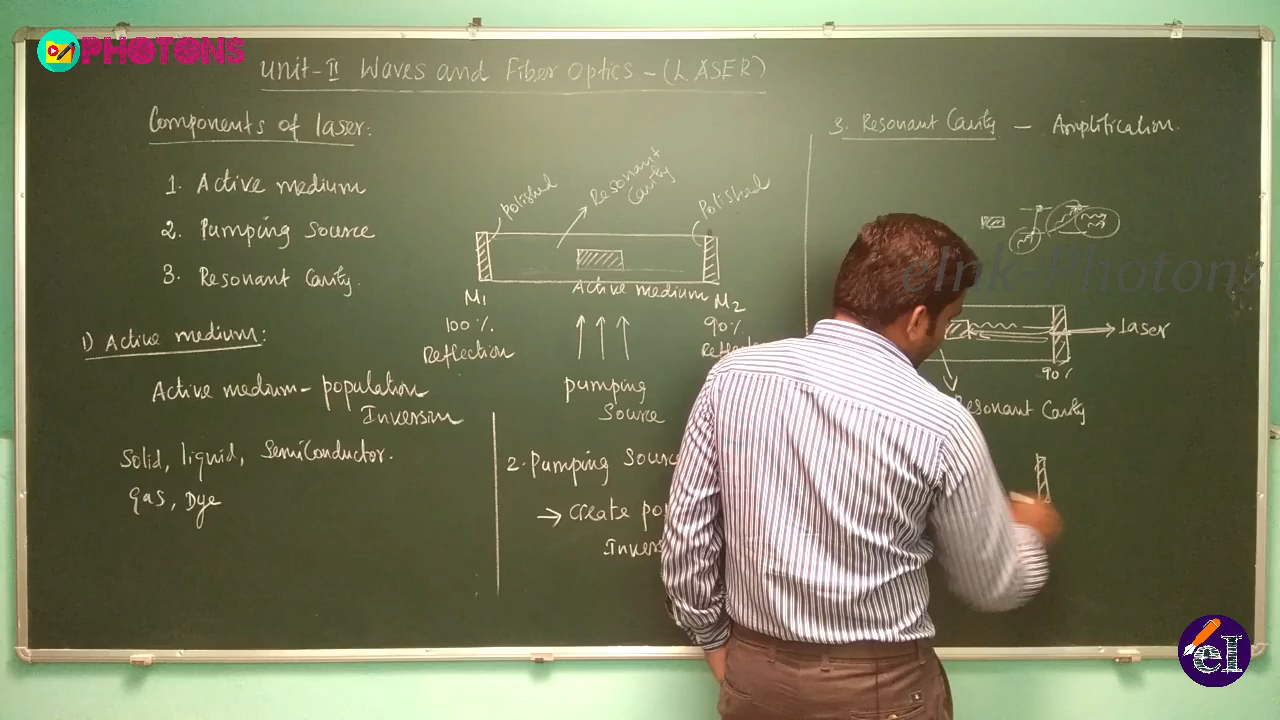 PHOTONS
Unit-II Waves and Fiber Optics - (LASER)
Components of laser:
1. Active medium
2. Pumping Source
3. Resonant Cavity.
1) Active medium:
Active medium - population
Inversion
Solid, liquid, SemiConductor.
gas, Dye
polished
Resonant
Cavity
Polished
Active medium
M1
100%
Reflection
M2
90%
pumping
Source
2. Pumping Source
→ Create
3. Resonant Cavity - Amplification.
eInk-Photons
laser
90%
Resonant Cavity
eI